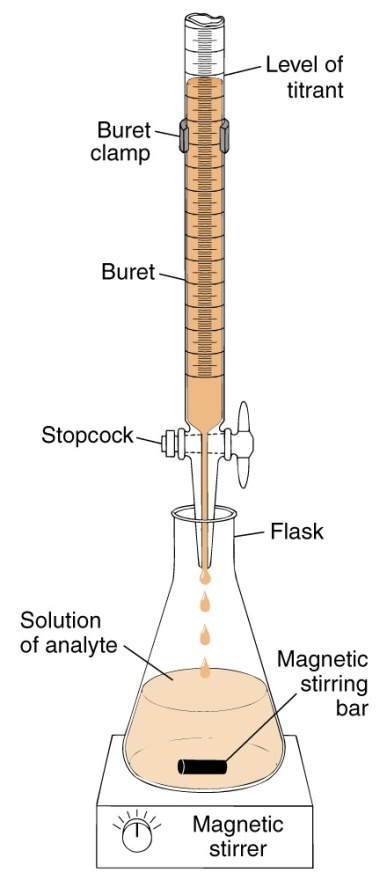 Level of
titrant
Buret
clamp
Buret
Stopcock
Flask
Solution
of analyte
Magnetic
stirring
bar
Magnetic
stirrer